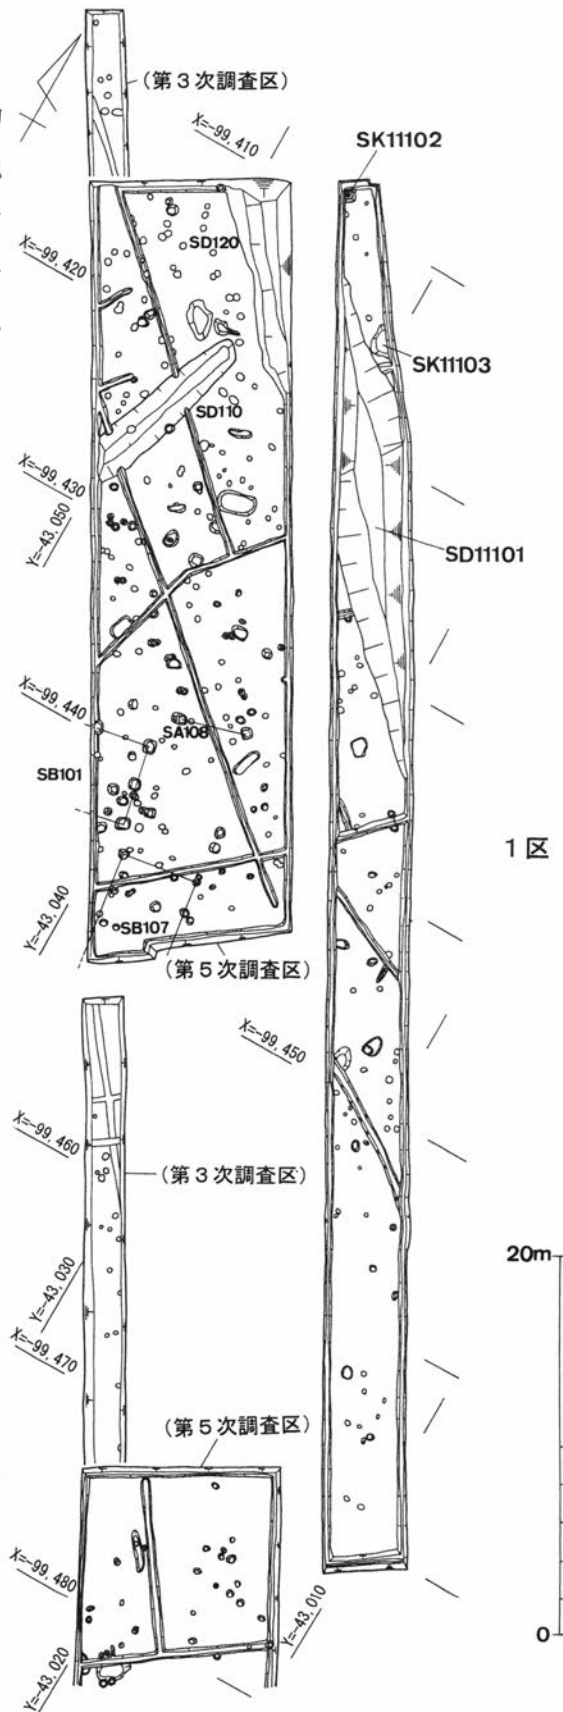 (第3次調査区)
X=-99,410
SK11102
SD120
X=-99,420
SK11103
SD110
X=-99,430
Y=-43,050
SD11101
X=-99,440
SA108
SB101
1区
Y=-43,040
SB107
(第5次調査区)
X=-99,450
X=-99,460
(第3次調査区)
20m
Y=-43,030
X=-99,470
(第5次調査区)
X=-99,480
Y=-43,010
0
Y=-43,020